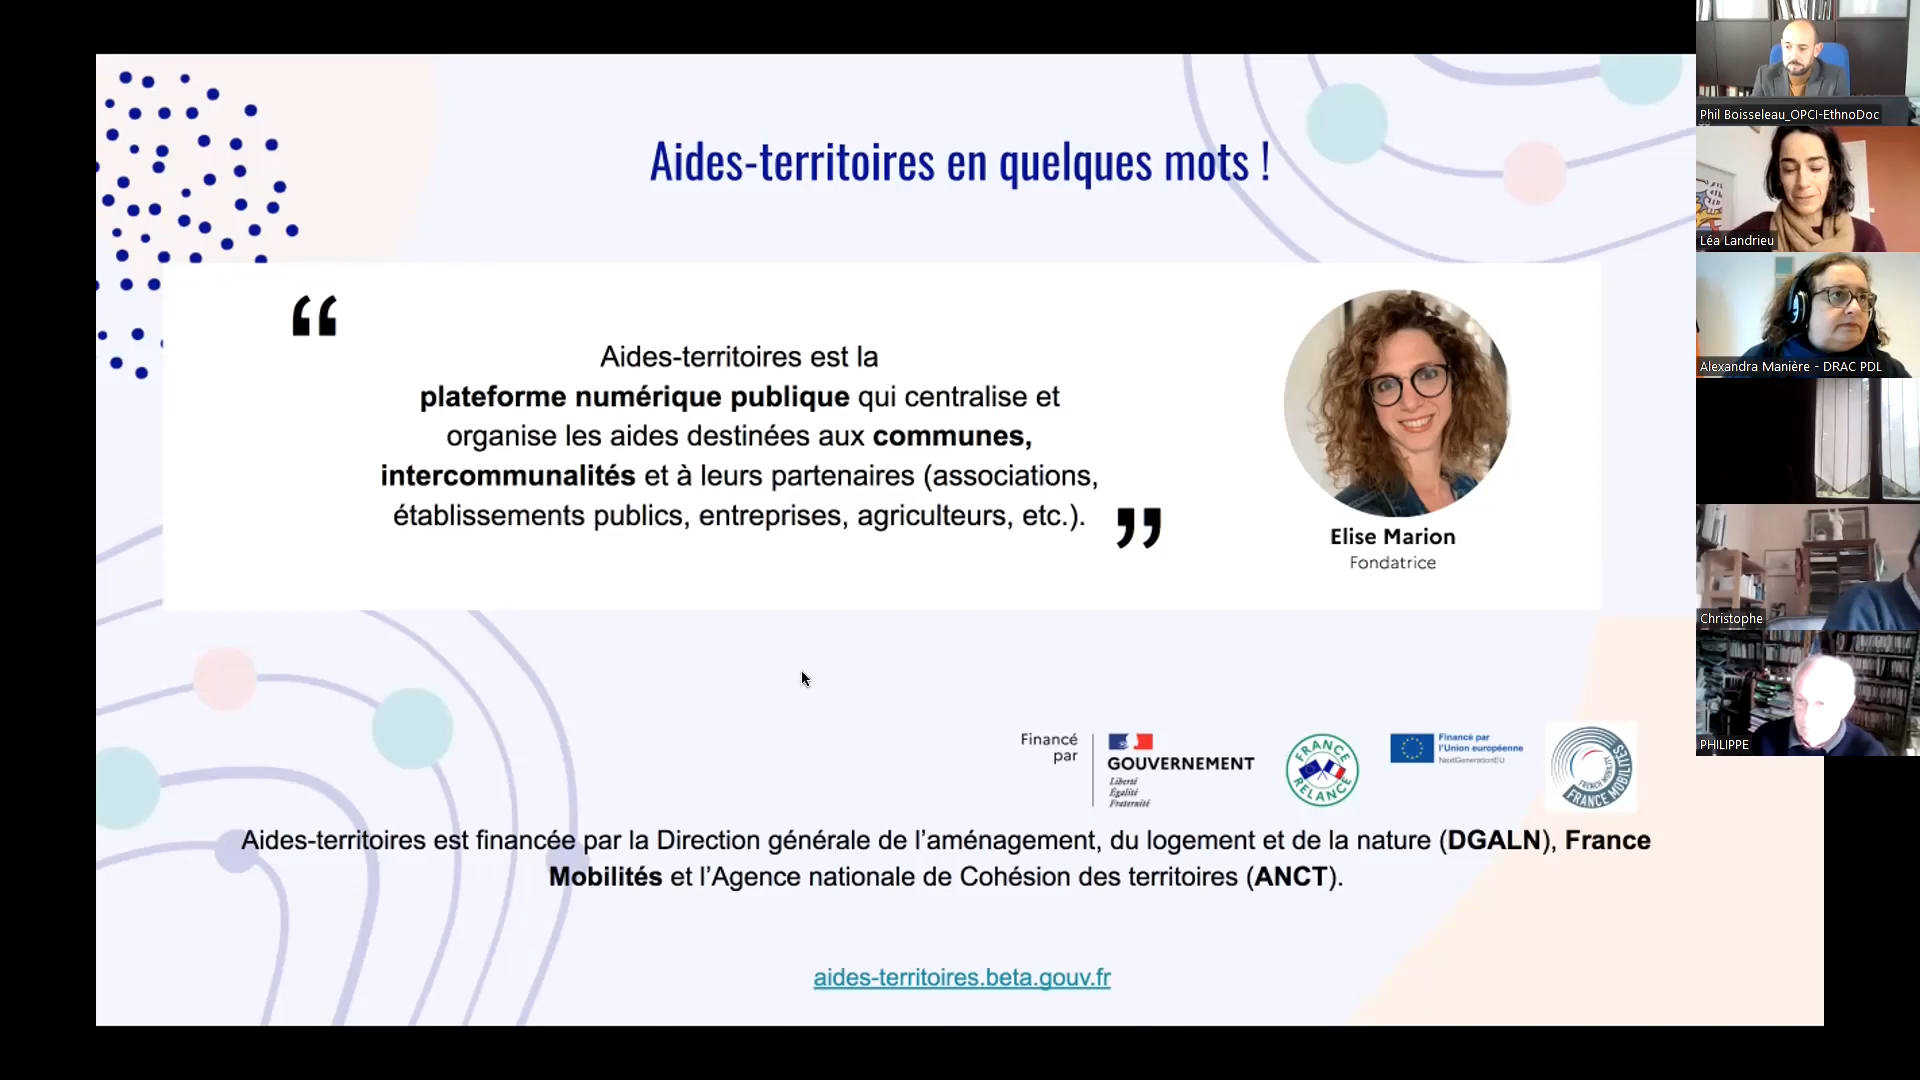 Aides-territoires en quelques mots !
“
Aides-territoires est la
plateforme numérique publique qui centralise et
organise les aides destinées aux communes,
intercommunalités et à leurs partenaires (associations,
établissements publics, entreprises, agriculteurs, etc.).
”
Elise Marion
Fondatrice
Financé
par
GOUVERNEMENT
Liberté
Égalité
Fraternité
FRANCE
RELANCE
Financé par
l'Union européenne
NextGenerationEU
FRENCH MOBILITY
FRANCE MOBILITÉS
Aides-territoires est financée par la Direction générale de l’aménagement, du logement et de la nature (DGALN), France
Mobilités et l’Agence nationale de Cohésion des territoires (ANCT).
aides-territoires.beta.gouv.fr
Phil Boisseleau_OPCI-EthnoDoc
Léa Landrieu
Alexandra Manière - DRAC PDL
Christophe
PHILIPPE